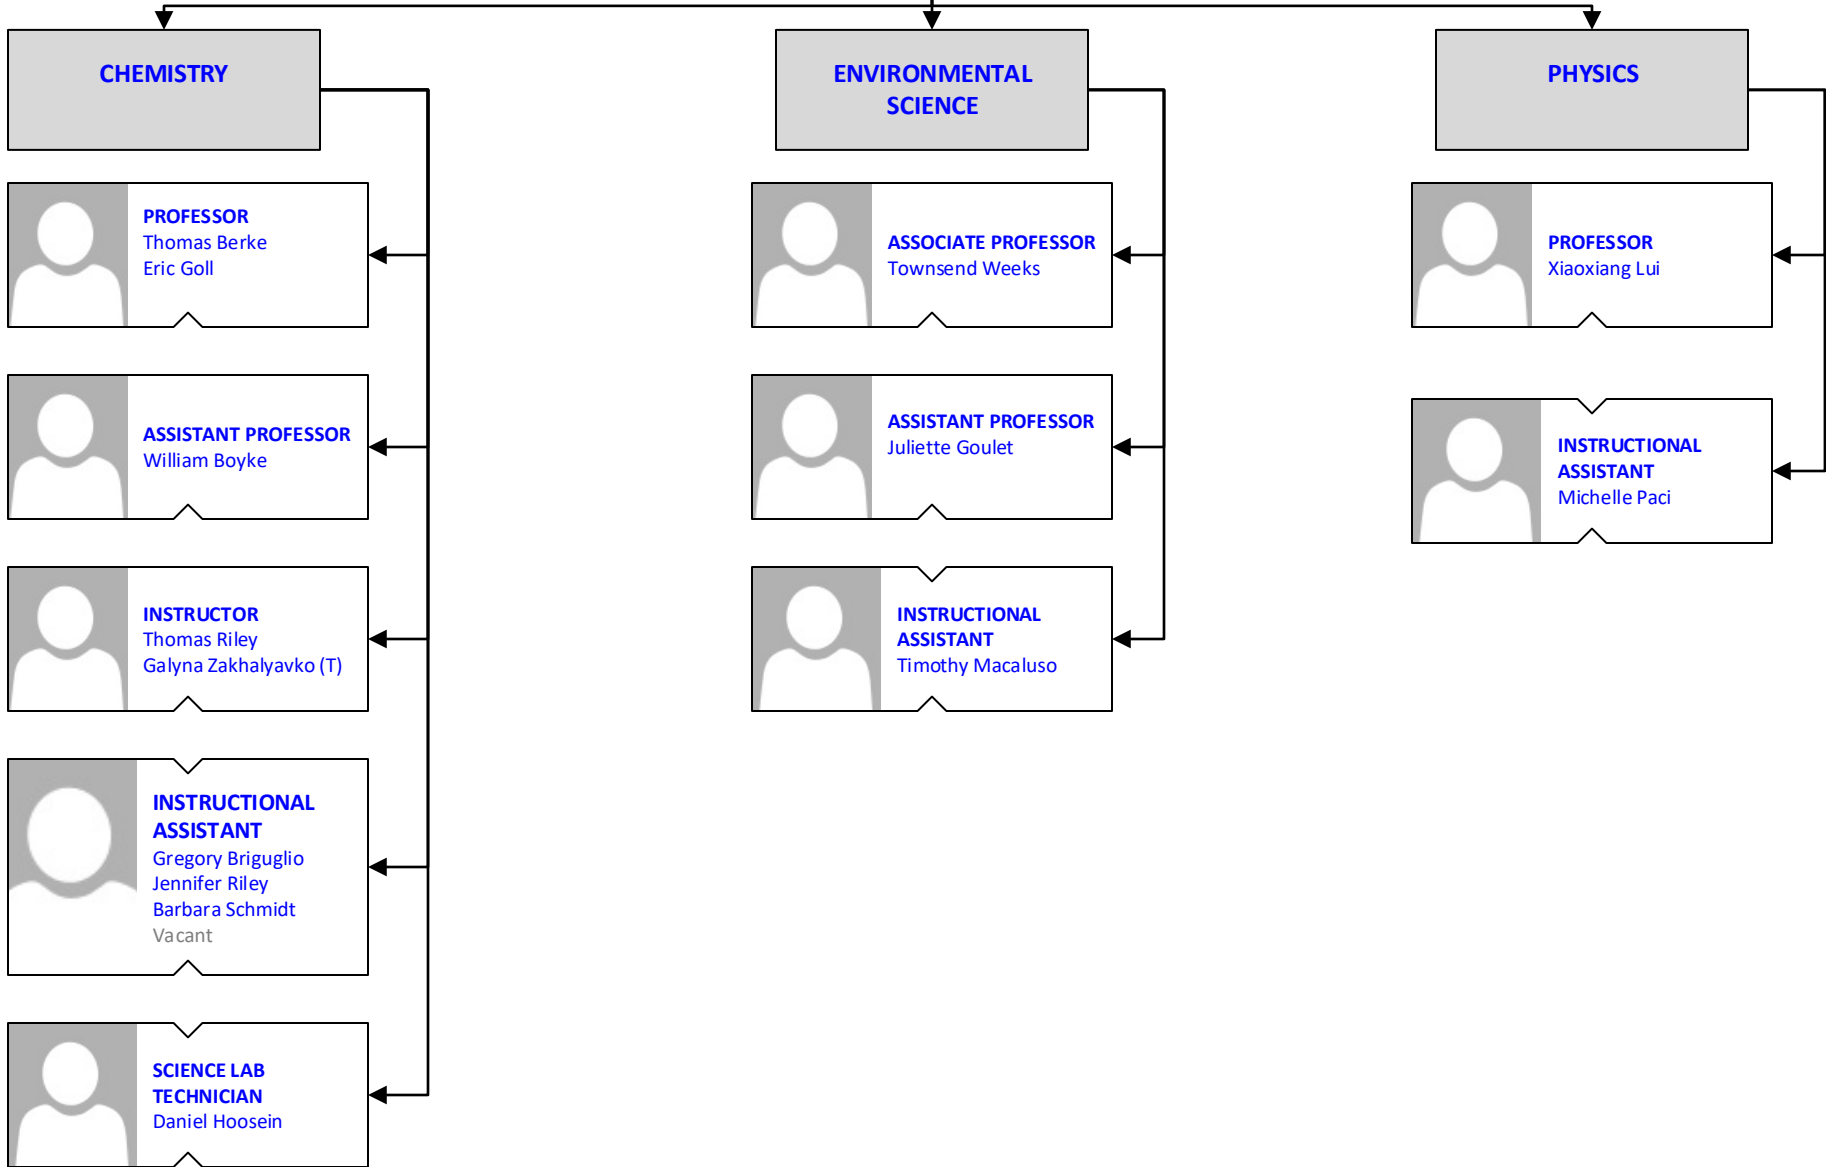 CHEMISTRY
PROFESSOR
Thomas Berke
Eric Goll
ASSISTANT PROFESSOR
William Boyke
INSTRUCTOR
Thomas Riley
Galyna Zakhalyavko (T)
INSTRUCTIONAL
ASSISTANT
Gregory Briguglio
Jennifer Riley
Barbara Schmidt
Vacant
SCIENCE LAB
TECHNICIAN
Daniel Hoosein
ENVIRONMENTAL
SCIENCE
ASSOCIATE PROFESSOR
Townsend Weeks
ASSISTANT PROFESSOR
Juliette Goulet
INSTRUCTIONAL
ASSISTANT
Timothy Macaluso
PHYSICS
PROFESSOR
Xiaoxiang Lui
INSTRUCTIONAL
ASSISTANT
Michelle Paci